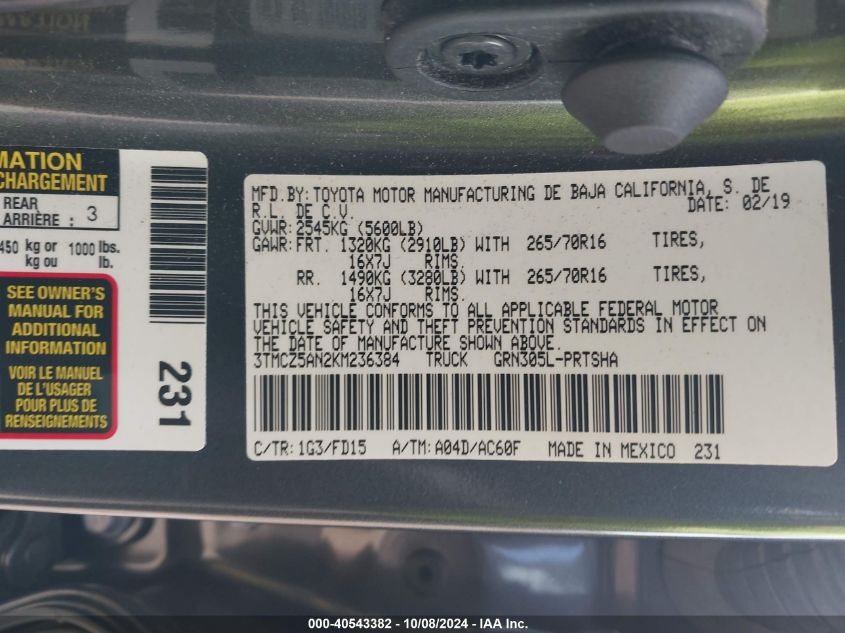 MATION
CHARGEMENT
REAR
ARRIÈRE : 3
450 kg or 1000 lbs.
kg ou lb.
SEE OWNER'S
MANUAL FOR
ADDITIONAL
INFORMATION
VOIR LE MANUEL
DE L'USAGER
POUR PLUS DE
RENSEIGNEMENTS
231
MFD.BY: TOYOTA MOTOR MANUFACTURING DE BAJA CALIFORNIA, S. DE
R.L. DE C.V. DATE: 02/19
GVWR: 2545KG (5600LB)
GAWR: FRT. 1320KG (2910LB) WITH 265/70R16 TIRES,
16X7J RIMS.
RR. 1490KG (3280LB) WITH 265/70R16 TIRES,
16X7J RIMS.
THIS VEHICLE CONFORMS TO ALL APPLICABLE FEDERAL MOTOR
VEHICLE SAFETY AND THEFT PREVENTION STANDARDS IN EFFECT ON
THE DATE OF MANUFACTURE SHOWN ABOVE.
3TMCZ5AN2KM236384 TRUCK GRN305L-PRTSHA
C/TR: 1G3/FD15 A/TM: A04D/AC60F MADE IN MEXICO 231
000-40543382 - 10/08/2024 - IAA Inc.